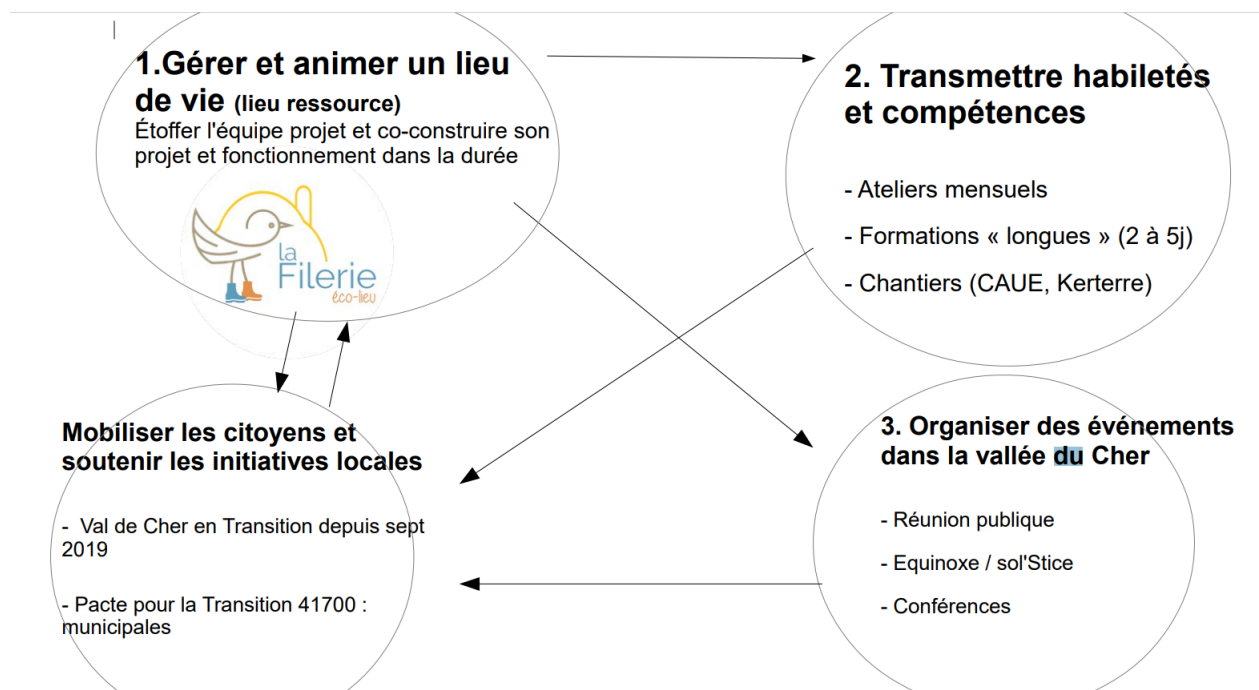 1.Gérer et animer un lieu
de vie (lieu ressource)
Étoffer l'équipe projet et co-construire son
projet et fonctionnement dans la durée
la
Filerie
éco-lieu
2. Transmettre habiletés
et compétences
- Ateliers mensuels
- Formations « longues » (2 à 5j)
- Chantiers (CAUE, Kerterre)
Mobiliser les citoyens et
soutenir les initiatives locales
- Val de Cher en Transition depuis sept
2019
- Pacte pour la Transition 41700 :
municipales
3. Organiser des événements
dans la vallée du Cher
- Réunion publique
- Equinoxe / sol'Stice
- Conférences